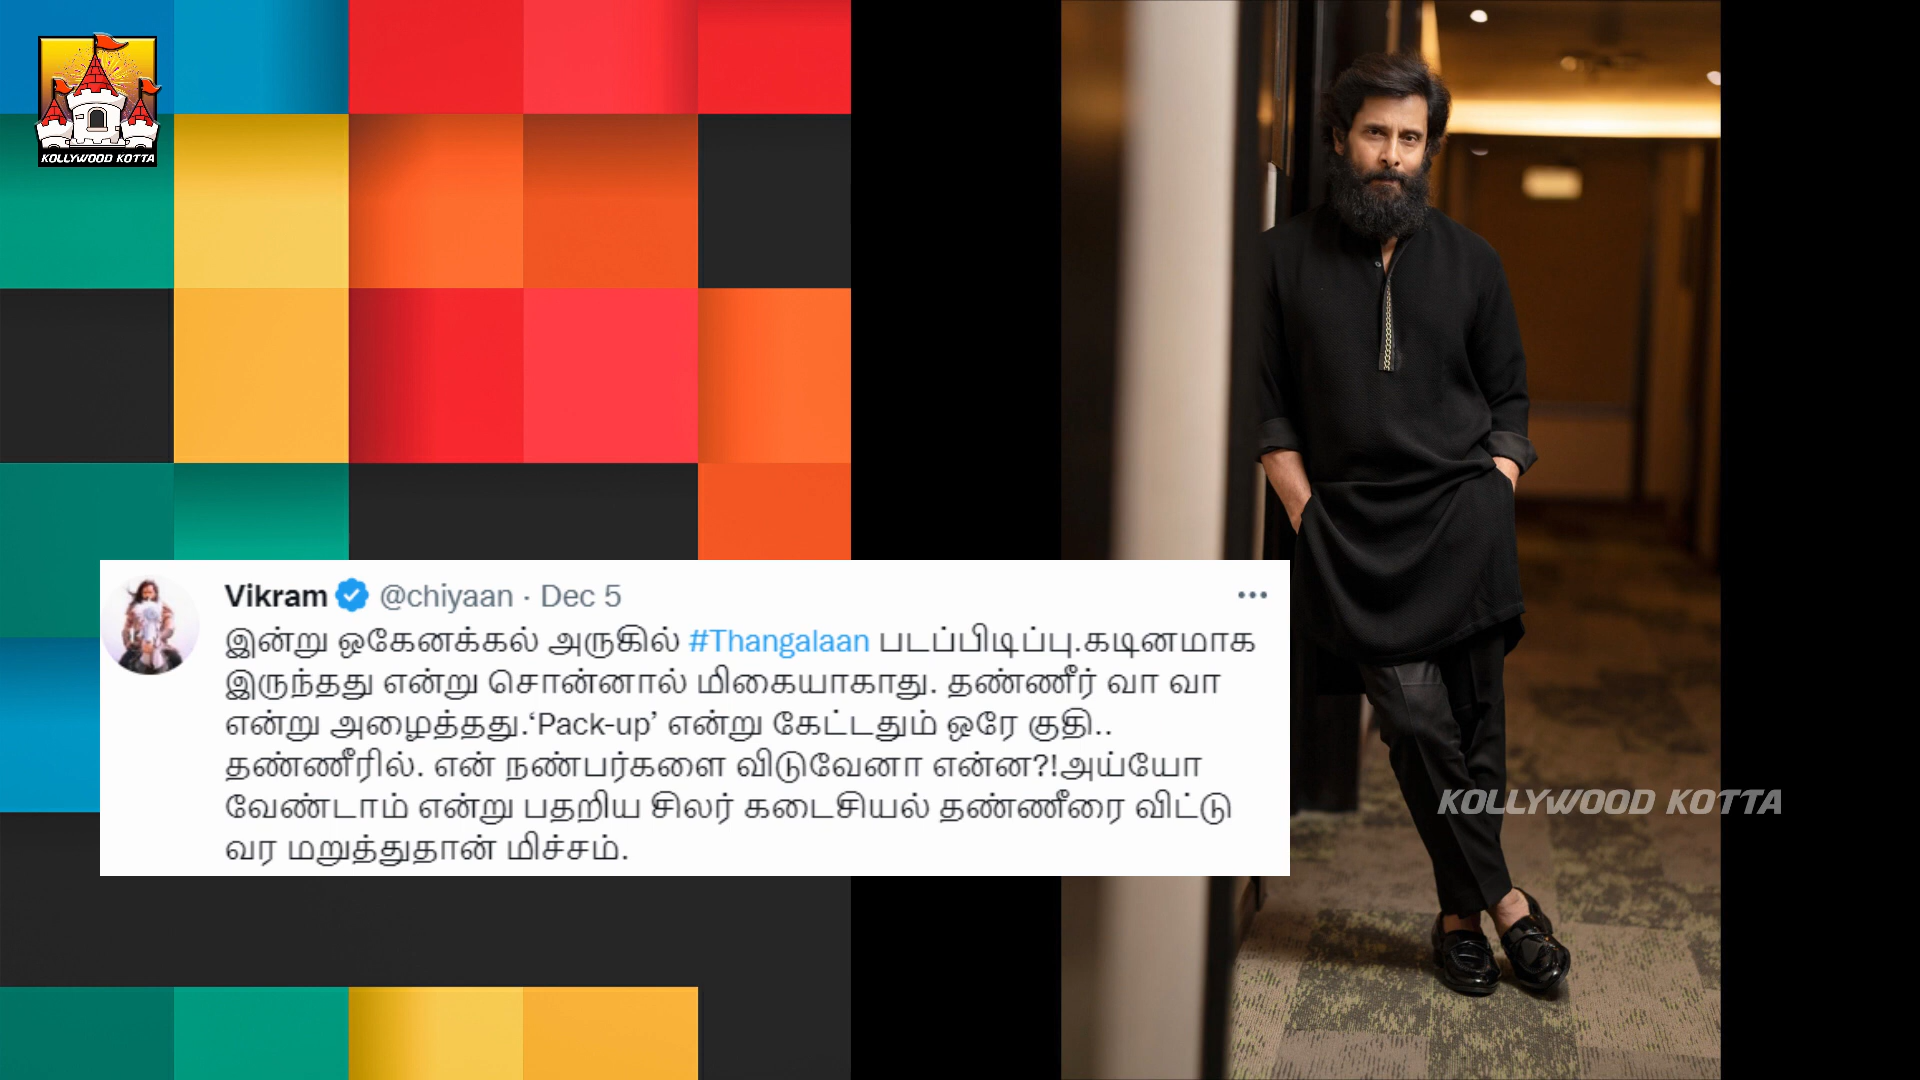 KOLLYWOOD KOTTA
Vikram @chiyaan · Dec 5
இன்று ஒகேனக்கல் அருகில் #Thangalaan படப்பிடிப்பு.கடினமாக
இருந்தது என்று சொன்னால் மிகையாகாது. தண்ணீர் வா வா
என்று அழைத்தது.‘Pack-up’ என்று கேட்டதும் ஒரே குதி..
தண்ணீரில். என் நண்பர்களை விடுவேனா என்ன?!அய்யோ
வேண்டாம் என்று பதறிய சிலர் கடைசியல் தண்ணீரை விட்டு
வர மறுத்துதான் மிச்சம்.
KOLLYWOOD KOTTA